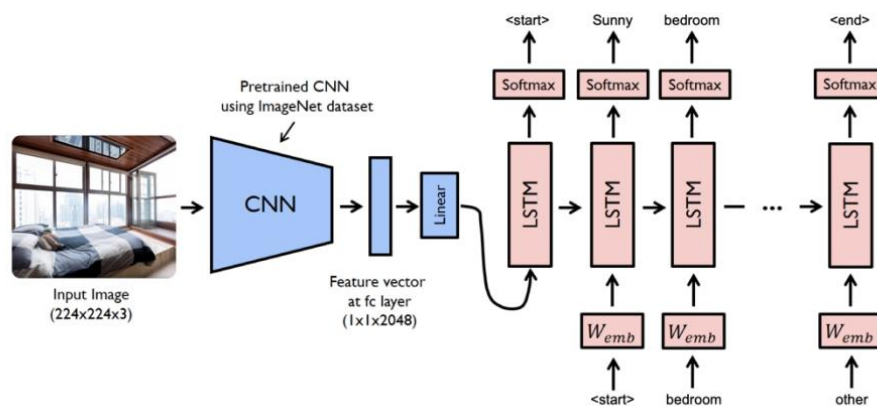 <start> Sunny bedroom <end>
Softmax Softmax Softmax Softmax
Pretrained CNN
using ImageNet dataset
CNN
Linear
LSTM LSTM LSTM ... LSTM
Input Image
(224x224x3)
Feature vector
at fc layer
(1x1x2048)
W_emb W_emb W_emb
<start> bedroom other